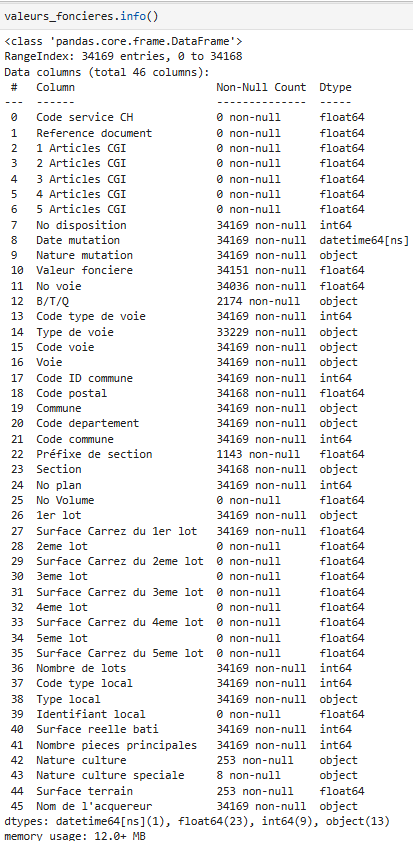 valeurs_foncieres.info()
<class 'pandas.core.frame.DataFrame'>
RangeIndex: 34169 entries, 0 to 34168
Data columns (total 46 columns):
 #   Column                     Non-Null Count  Dtype
---  ------                     --------------  -----
 0   Code service CH            0 non-null      float64
 1   Reference document         0 non-null      float64
 2   1 Articles CGI             0 non-null      float64
 3   2 Articles CGI             0 non-null      float64
 4   3 Articles CGI             0 non-null      float64
 5   4 Articles CGI             0 non-null      float64
 6   5 Articles CGI             0 non-null      float64
 7   No disposition             34169 non-null  int64
 8   Date mutation              34169 non-null  datetime64[ns]
 9   Nature mutation            34169 non-null  object
 10  Valeur fonciere            34151 non-null  float64
 11  No voie                    34036 non-null  float64
 12  B/T/Q                      2174 non-null   object
 13  Code type de voie          34169 non-null  int64
 14  Type de voie               33229 non-null  object
 15  Code voie                  34169 non-null  object
 16  Voie                       34169 non-null  object
 17  Code ID commune            34169 non-null  int64
 18  Code postal                34168 non-null  float64
 19  Commune                    34169 non-null  object
 20  Code departement           34169 non-null  object
 21  Code commune               34169 non-null  int64
 22  Préfixe de section         1143 non-null   float64
 23  Section                    34168 non-null  object
 24  No plan                    34169 non-null  int64
 25  No Volume                  0 non-null      float64
 26  1er lot                    34169 non-null  object
 27  Surface Carrez du 1er lot  34169 non-null  float64
 28  2eme lot                   0 non-null      float64
 29  Surface Carrez du 2eme lot  0 non-null      float64
 30  3eme lot                   0 non-null      float64
 31  Surface Carrez du 3eme lot  0 non-null      float64
 32  4eme lot                   0 non-null      float64
 33  Surface Carrez du 4eme lot  0 non-null      float64
 34  5eme lot                   0 non-null      float64
 35  Surface Carrez du 5eme lot  0 non-null      float64
 36  Nombre de lots             34169 non-null  int64
 37  Code type local            34169 non-null  int64
 38  Type local                 34169 non-null  object
 39  Identifiant local          0 non-null      float64
 40  Surface reelle bati        34169 non-null  int64
 41  Nombre pieces principales  34169 non-null  int64
 42  Nature culture             253 non-null    object
 43  Nature culture speciale    8 non-null      object
 44  Surface terrain            253 non-null    float64
 45  Nom de l'acquereur         34169 non-null  object
dtypes: datetime64[ns](1), float64(23), int64(9), object(13)
memory usage: 12.0+ MB